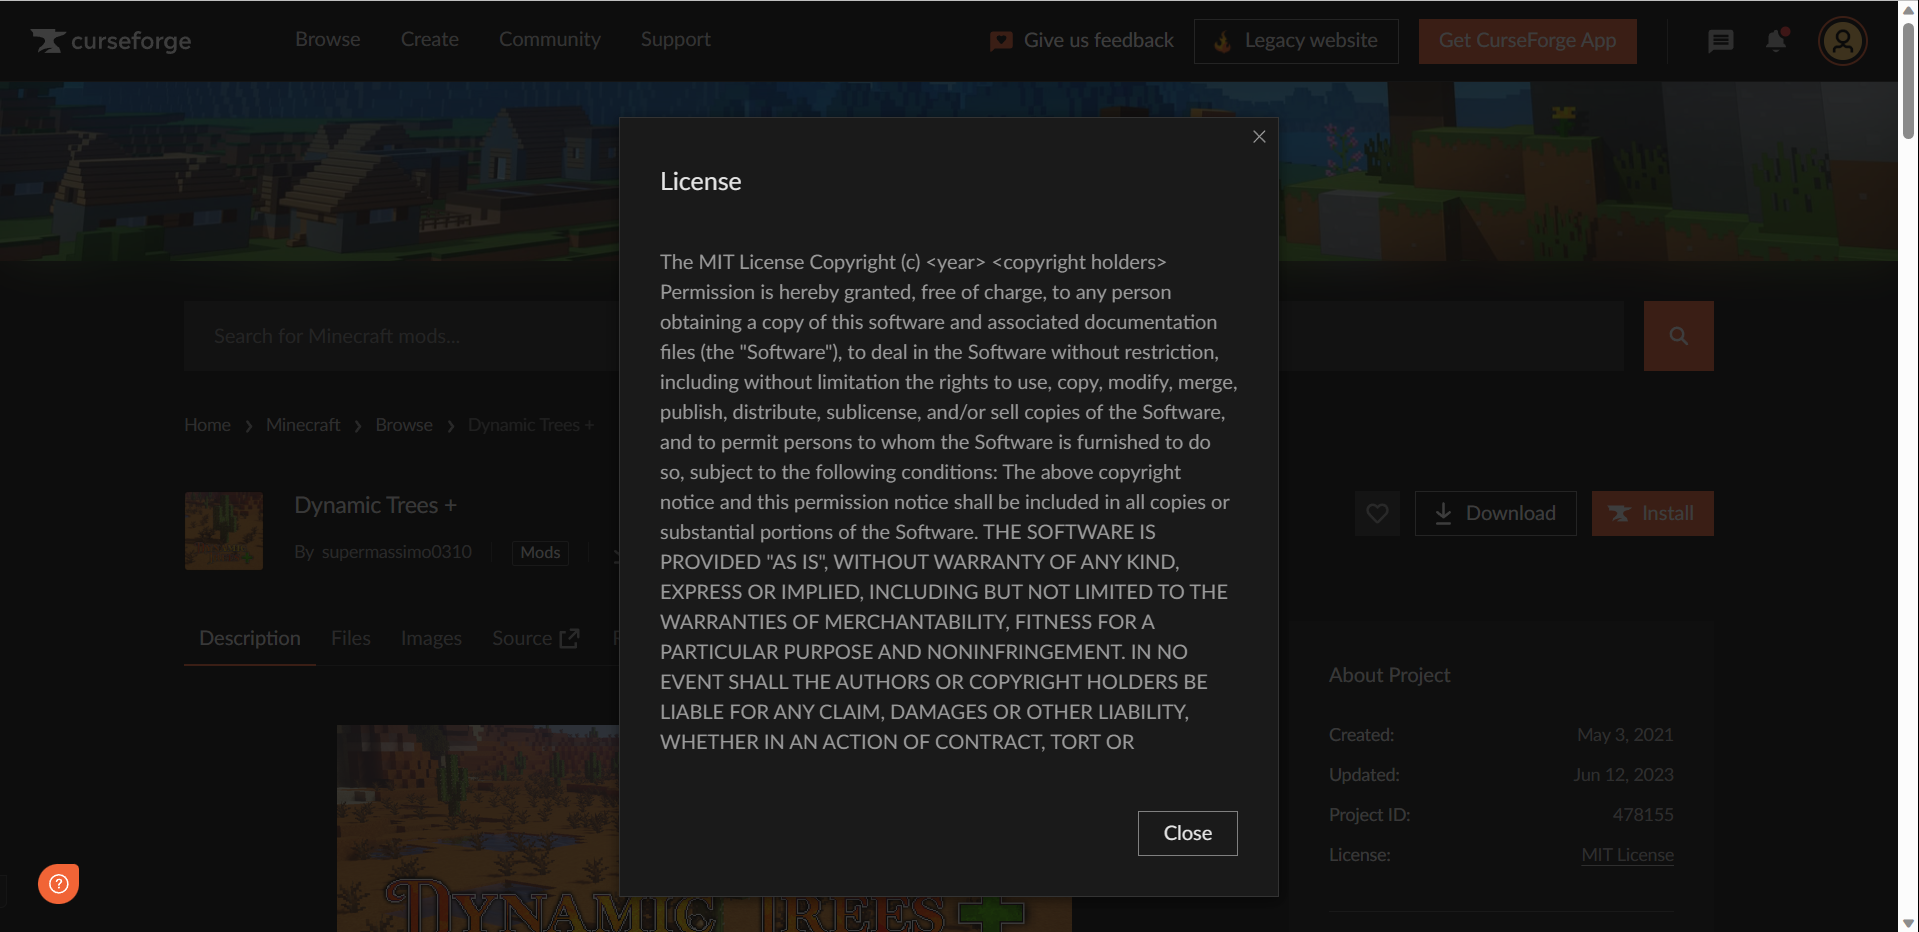 curseforge
Browse
Create
Community
Support
Give us feedback
Legacy website
Get CurseForge App
License
The MIT License Copyright (c) <year> <copyright holders>
Permission is hereby granted, free of charge, to any person
obtaining a copy of this software and associated documentation
files (the "Software"), to deal in the Software without restriction,
including without limitation the rights to use, copy, modify, merge,
publish, distribute, sublicense, and/or sell copies of the Software,
and to permit persons to whom the Software is furnished to do
so, subject to the following conditions: The above copyright
notice and this permission notice shall be included in all copies or
substantial portions of the Software. THE SOFTWARE IS
PROVIDED "AS IS", WITHOUT WARRANTY OF ANY KIND,
EXPRESS OR IMPLIED, INCLUDING BUT NOT LIMITED TO THE
WARRANTIES OF MERCHANTABILITY, FITNESS FOR A
PARTICULAR PURPOSE AND NONINFRINGEMENT. IN NO
EVENT SHALL THE AUTHORS OR COPYRIGHT HOLDERS BE
LIABLE FOR ANY CLAIM, DAMAGES OR OTHER LIABILITY,
WHETHER IN AN ACTION OF CONTRACT, TORT OR
Close
Search for Minecraft mods...
Home > Minecraft > Browse > Dynamic Trees +
Dynamic Trees +
By supermassimo0310
Mods
Download
Install
Description
Files
Images
Source
DYNAMIC TREES +
About Project
Created: May 3, 2021
Updated: Jun 12, 2023
Project ID: 478155
License: MIT License